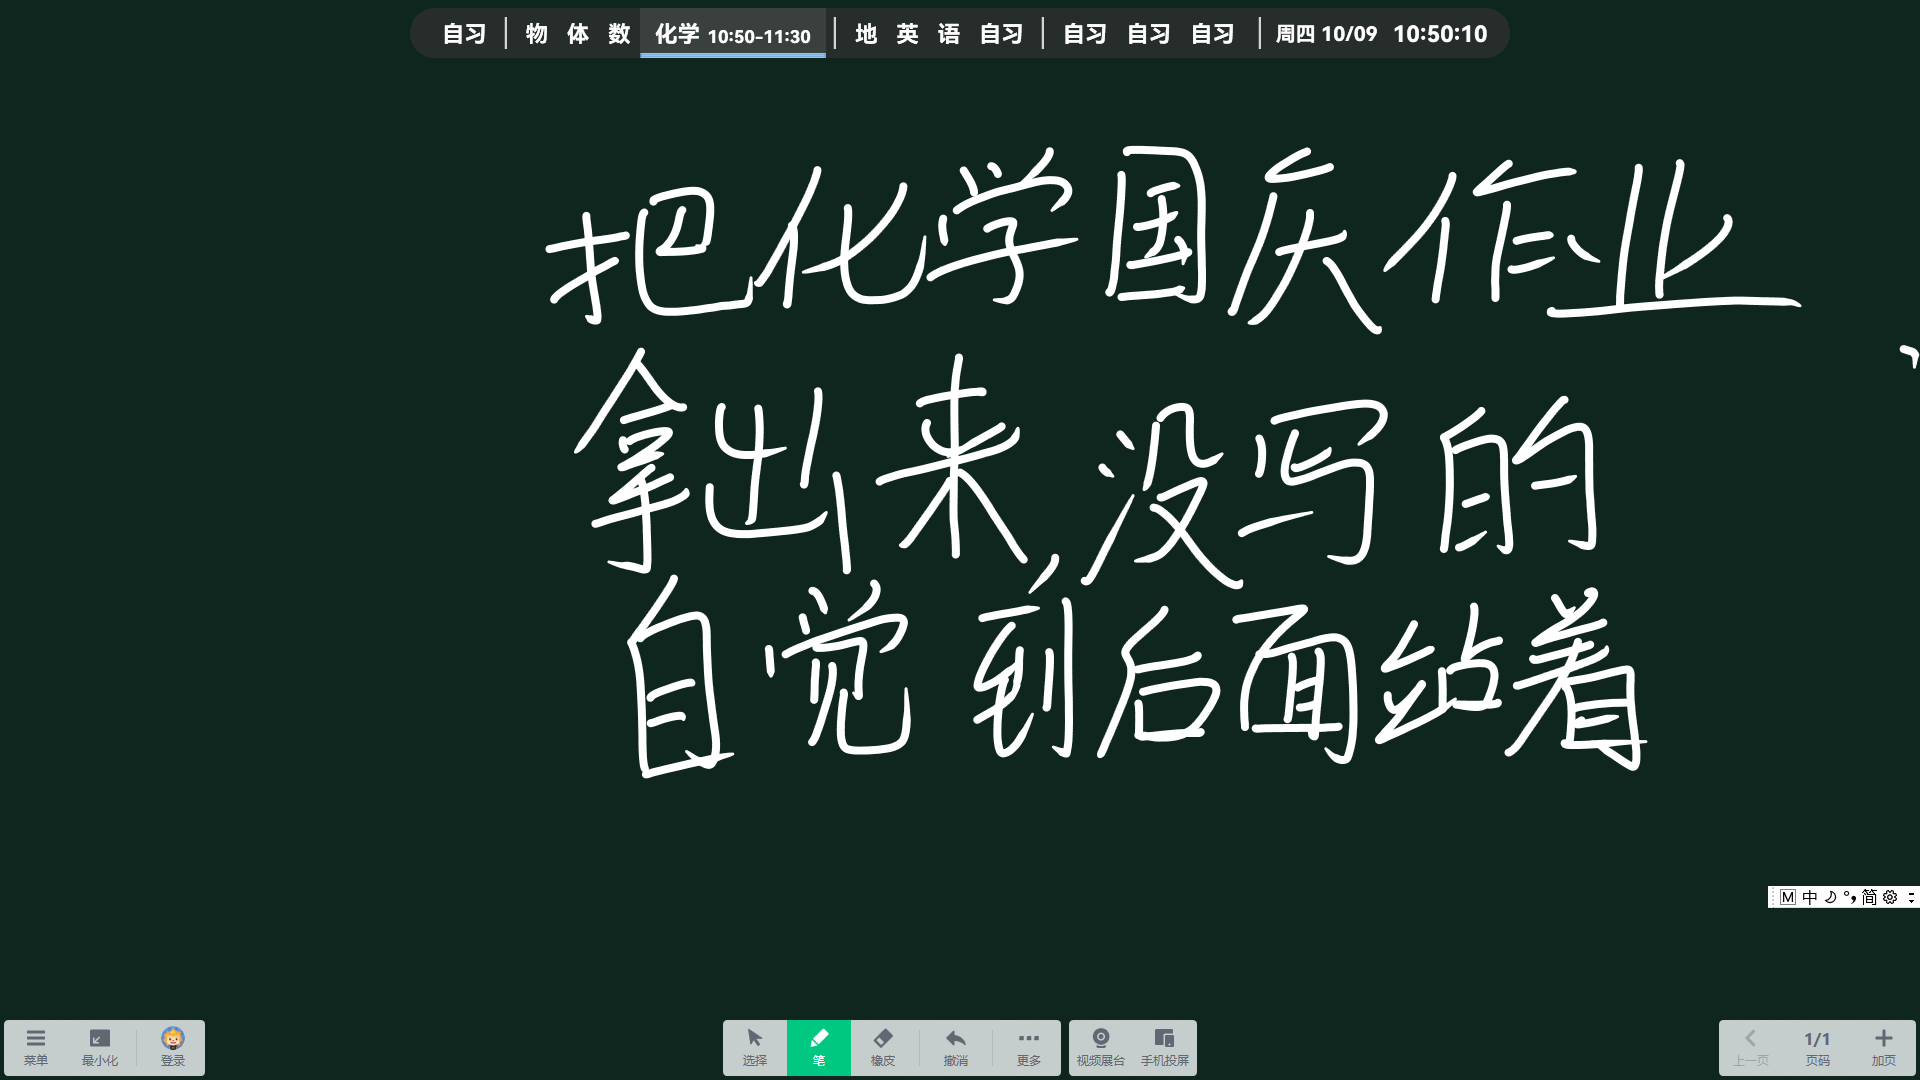 自习 物 体 数 化学 10:50-11:30 地 英 语 自习 自习 自习 自习 周四 10/09 10:50:10
把化学国庆作业
拿出来,没写的
自觉到后面站着
M 中 简
菜单 最小化 登录 选择 笔 橡皮 撤消 更多 视频展台 手机投屏 上一页 1/1 页码 加页